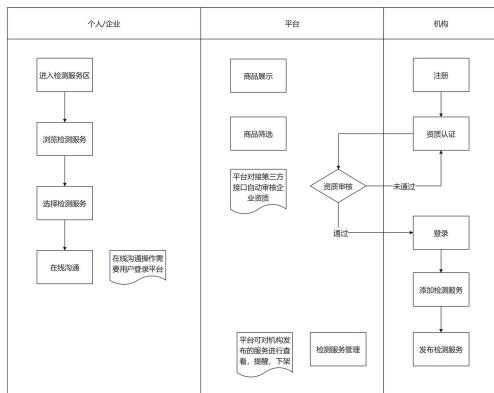 个人/企业
平台
机构
进入检测服务区
商品展示
注册
浏览检测服务
商品筛选
资质认证
平台对接第三方
接口自动审核企
业资质
资质审核
未通过
选择检测服务
通过
登录
在线沟通
在线沟通操作需
要用户登录平台
添加检测服务
平台可对机构发
布的服务进行查
看，提醒，下架
检测服务管理
发布检测服务